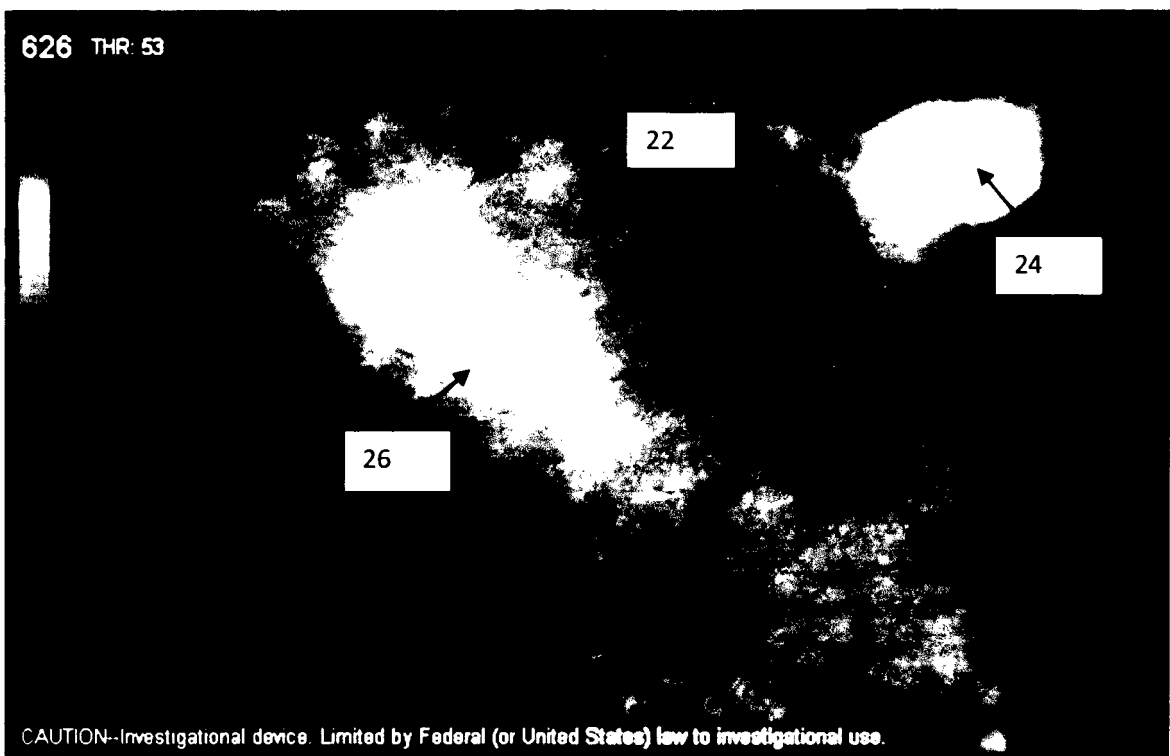 626 THR: 53
22
24
26
CAUTION--Investigational device. Limited by Federal (or United States) law to investigational use.